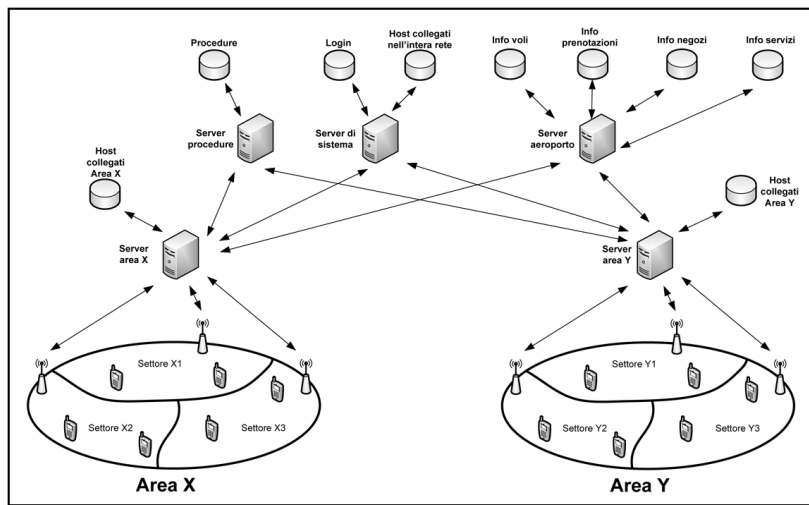 Procedure
Login
Host collegati
nell'intera rete
Info voli
Info
prenotazioni
Info negozi
Info servizi
Server
procedure
Server di
sistema
Server
aeroporto
Host
collegati
Area X
Host
collegati
Area Y
Server
area X
Server
area Y
Settore X1
Settore X2
Settore X3
Settore Y1
Settore Y2
Settore Y3
Area X
Area Y